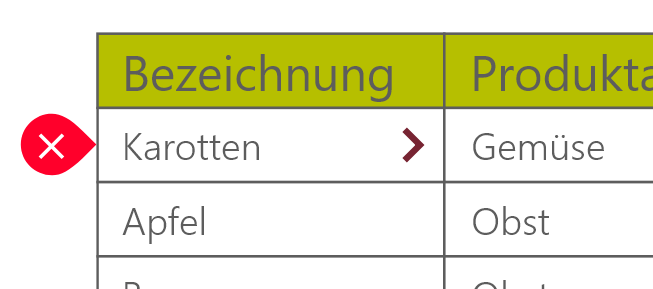 Bezeichnung
Karotten Gemüse
Apfel Obst